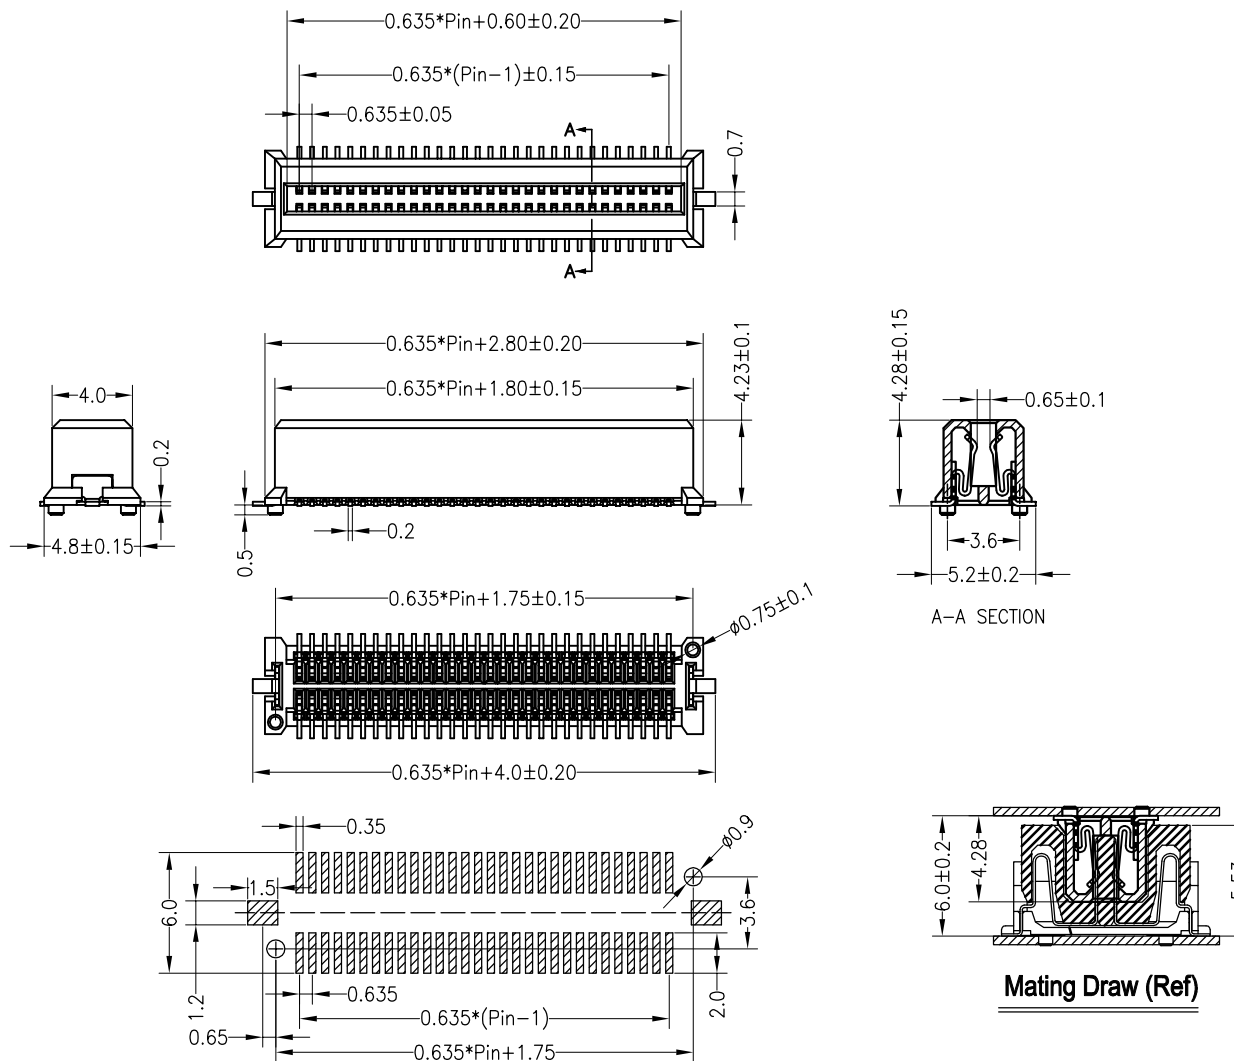 0.635*Pin+0.60±0.20
0.635*(Pin-1)±0.15
0.635±0.05
A
0.7
A
0.635*Pin+2.80±0.20
0.635*Pin+1.80±0.15
4.23±0.1
4.28±0.15
0.65±0.1
4.0
0.2
4.8±0.15
0.5
0.2
3.6
5.2±0.2
A-A SECTION
0.635*Pin+1.75±0.15
ø0.75±0.1
0.635*Pin+4.0±0.20
0.35
ø0.9
1.5
6.0
3.6
1.2
0.65
0.635
2.0
0.635*(Pin-1)
0.635*Pin+1.75
6.0±0.2
4.28
Mating Draw (Ref)